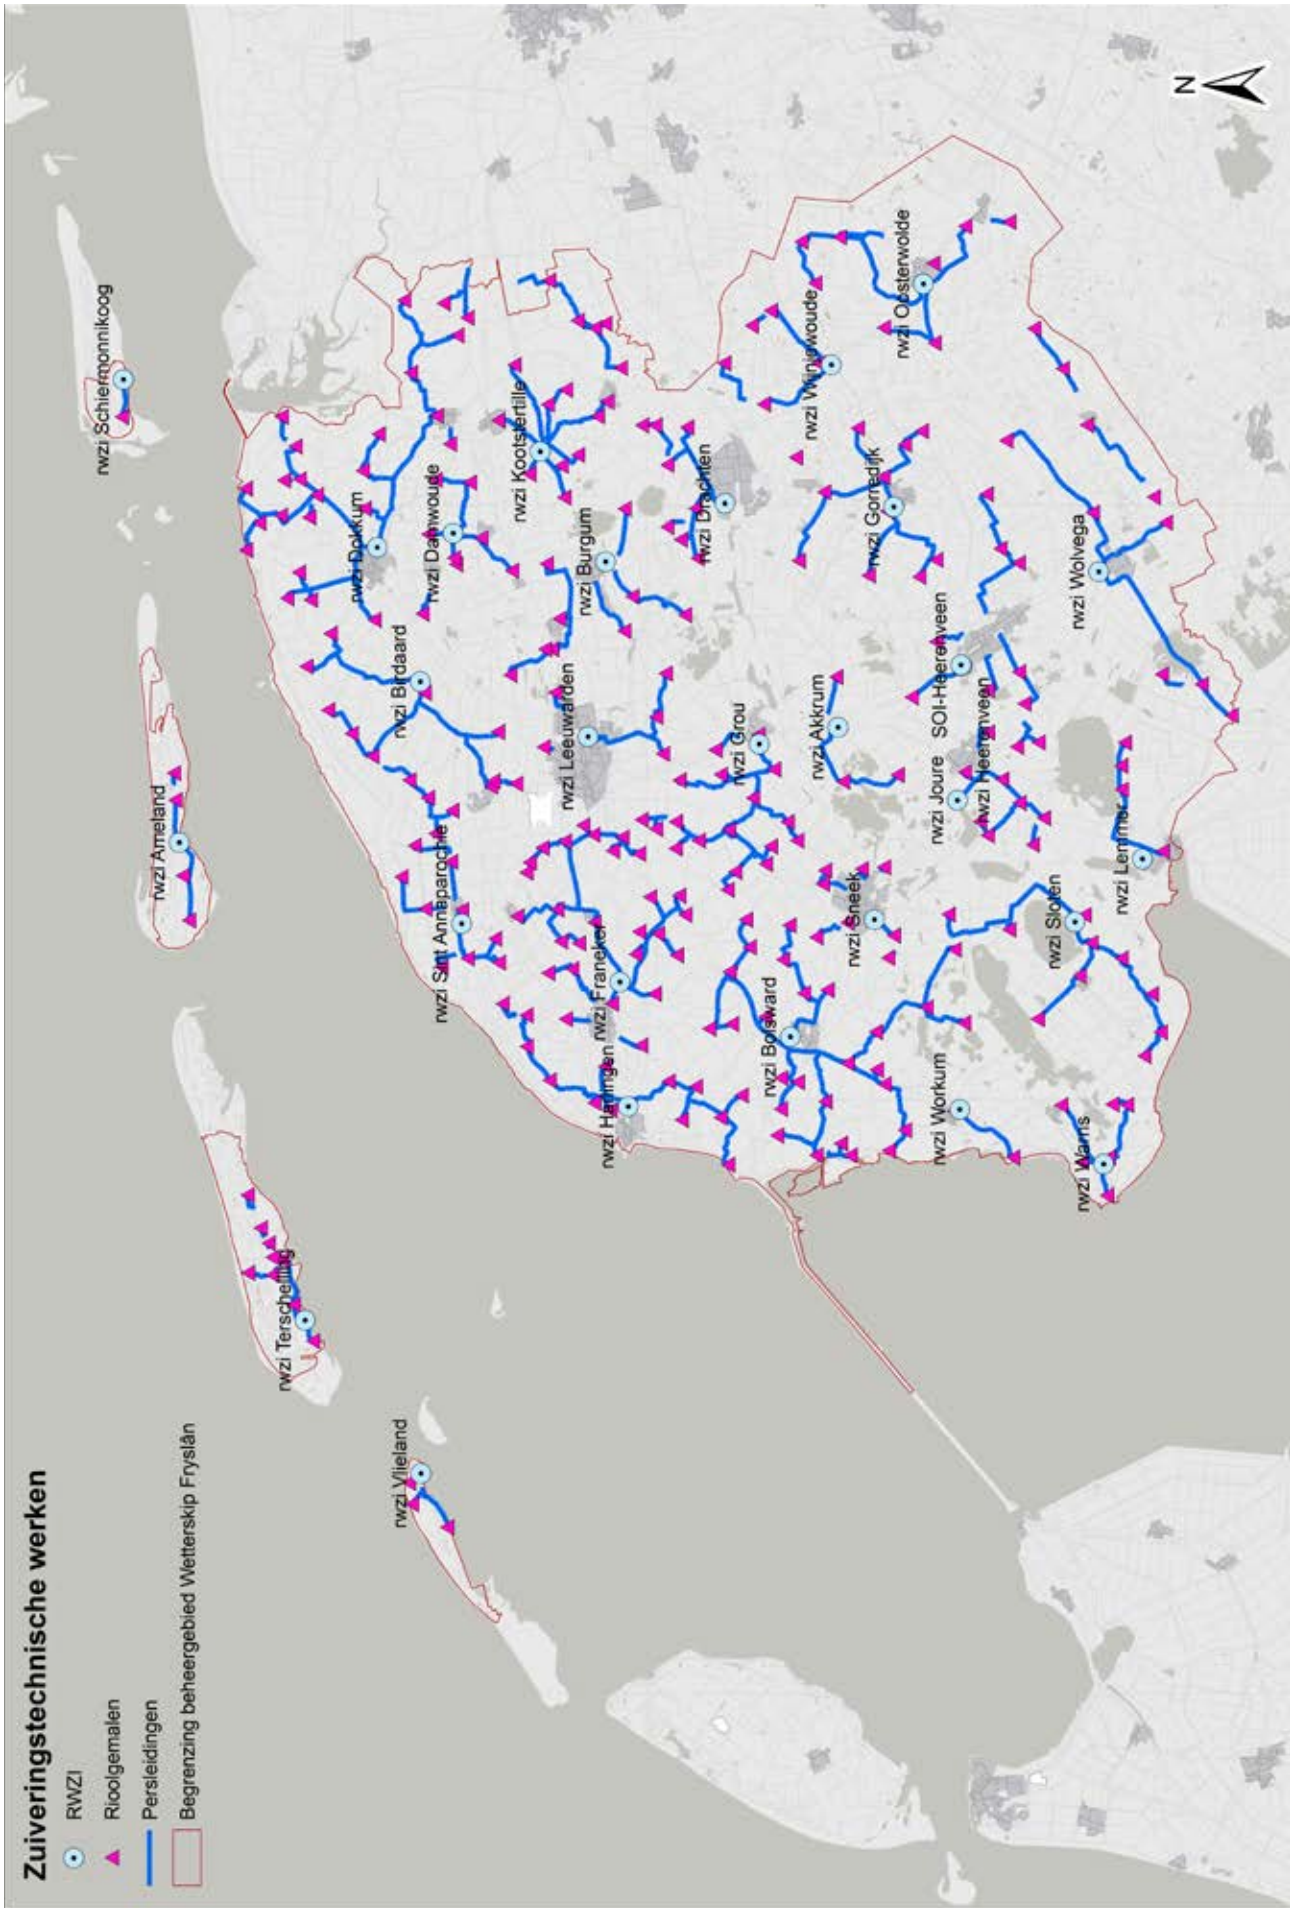 Zuiveringstechnische werken
RWZI
Rioolgemalen
Persleidingen
Begrenzing beheergebied Wetterskip Fryslân
N
rwzi Vlieland
rwzi Terschelling
rwzi Ameland
rwzi Schiermonnikoog
rwzi Dokkum
rwzi Birdaard
rwzi Damwoude
rwzi Sint Annaparochie
rwzi Kootstertille
rwzi Leeuwarden
rwzi Burgum
rwzi Harlingen
rwzi Franeker
rwzi Drachten
rwzi Grou
rwzi Bolsward
rwzi Wijnjewoude
rwzi Akkrum
rwzi Sneek
rwzi Gorredijk
rwzi Oosterwolde
rwzi Workum
rwzi Joure
SOI-Heerenveen
rwzi Heerenveen
rwzi Sloten
rwzi Wolvega
rwzi Warns
rwzi Lemmer